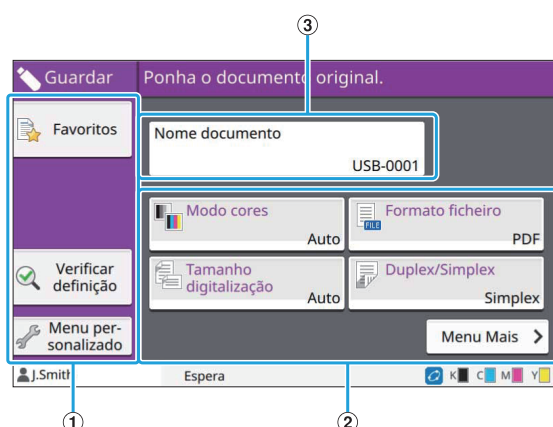 ③
Guardar
Ponha o documento original.
Favoritos
Nome documento
USB-0001
Modo cores
Auto
Formato ficheiro
FILE
PDF
Verificar
definição
Tamanho
digitalização
Auto
Duplex/Simplex
Simplex
Menu per-
sonalizado
Menu Mais
J.Smith
Espera
K C M Y
①
②